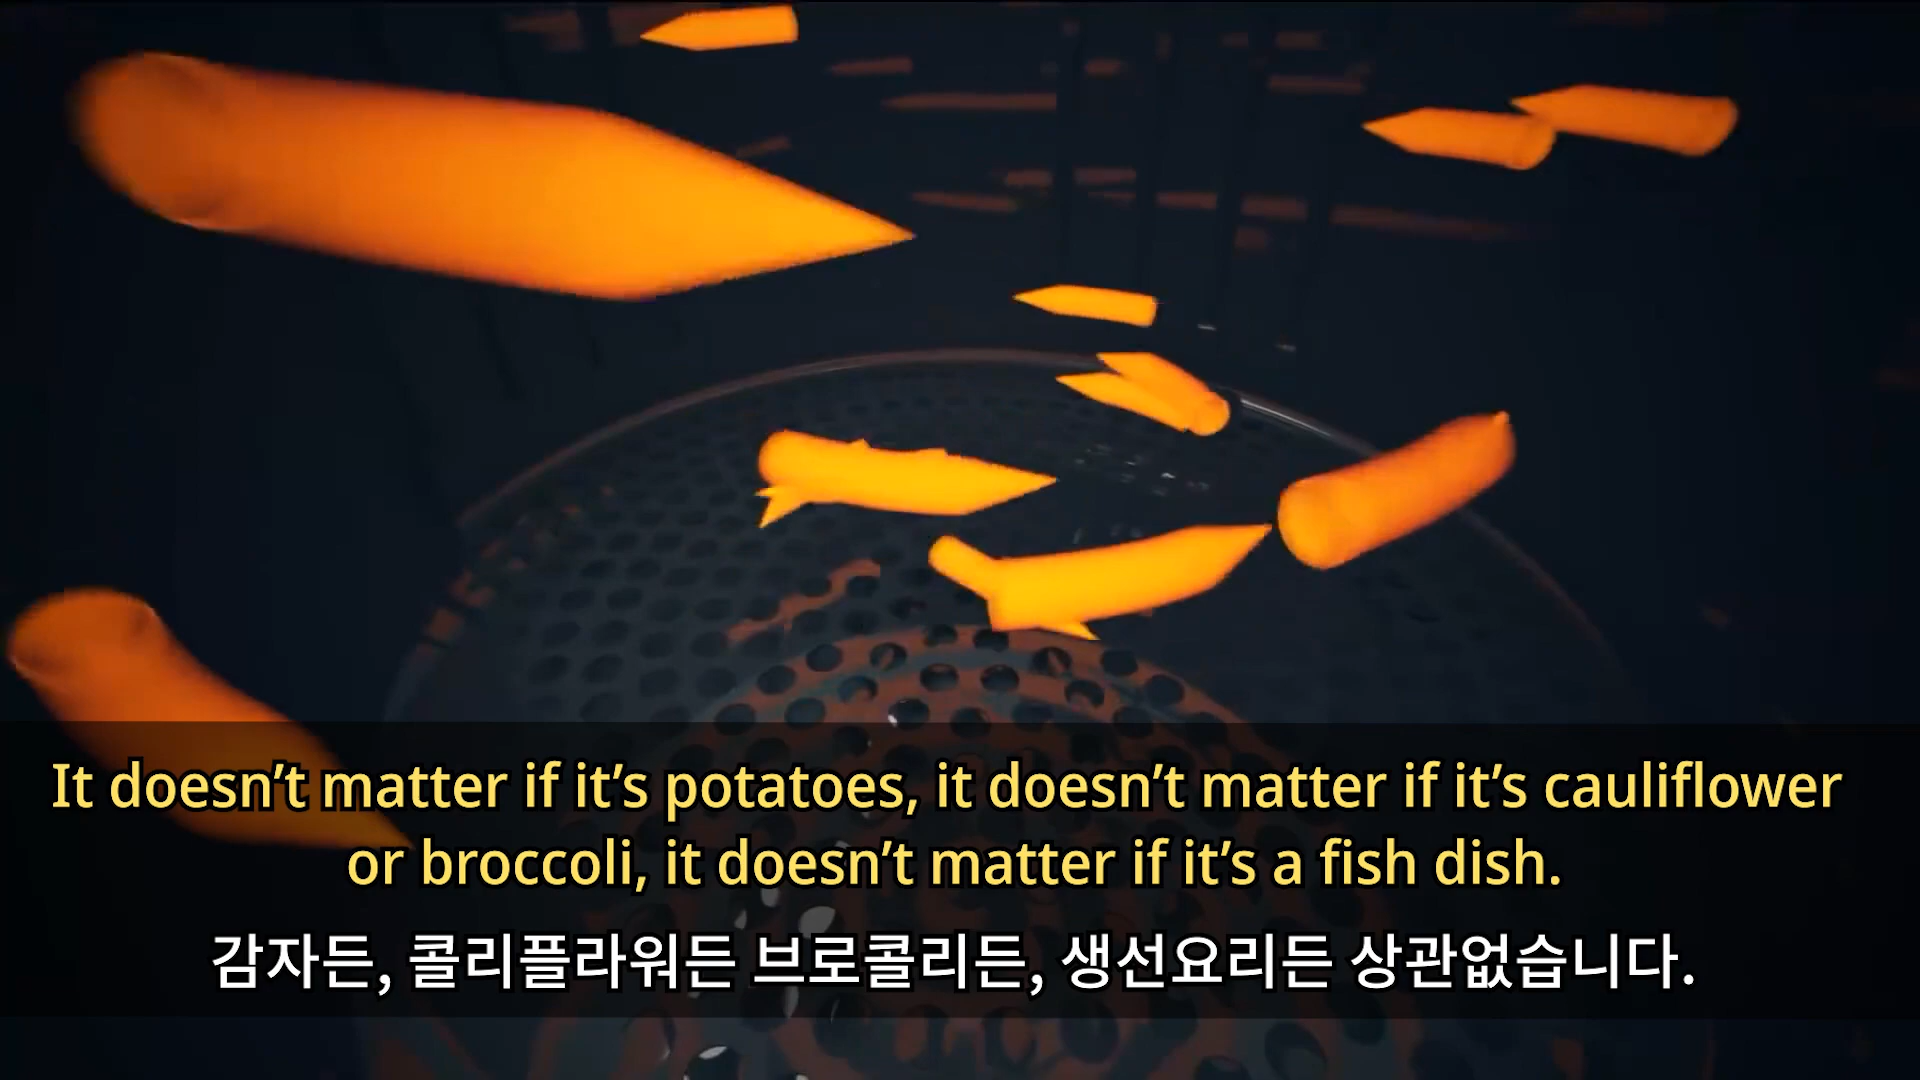 It doesn’t matter if it’s potatoes, it doesn’t matter if it’s cauliflower
or broccoli, it doesn’t matter if it’s a fish dish.
감자든, 콜리플라워든 브로콜리든, 생선요리든 상관없습니다.